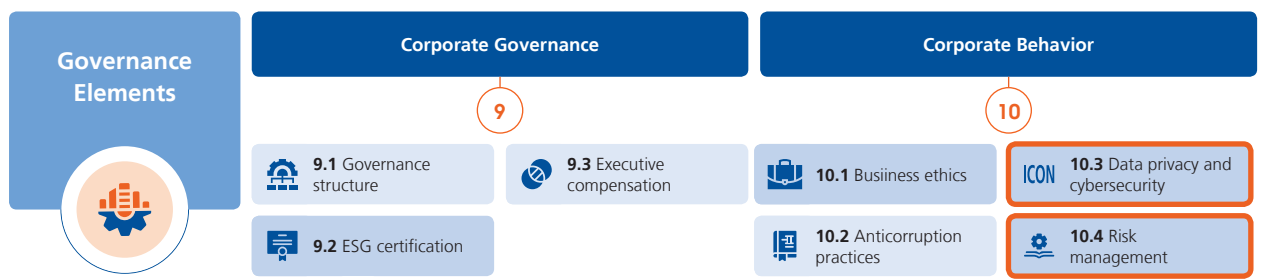 Governance
Elements
Corporate Governance
9
9.1 Governance
structure
9.3 Executive
compensation
9.2 ESG certification
Corporate Behavior
10
10.1 Busiiness ethics
ICON
10.3 Data privacy and
cybersecurity
10.2 Anticorruption
practices
10.4 Risk
management